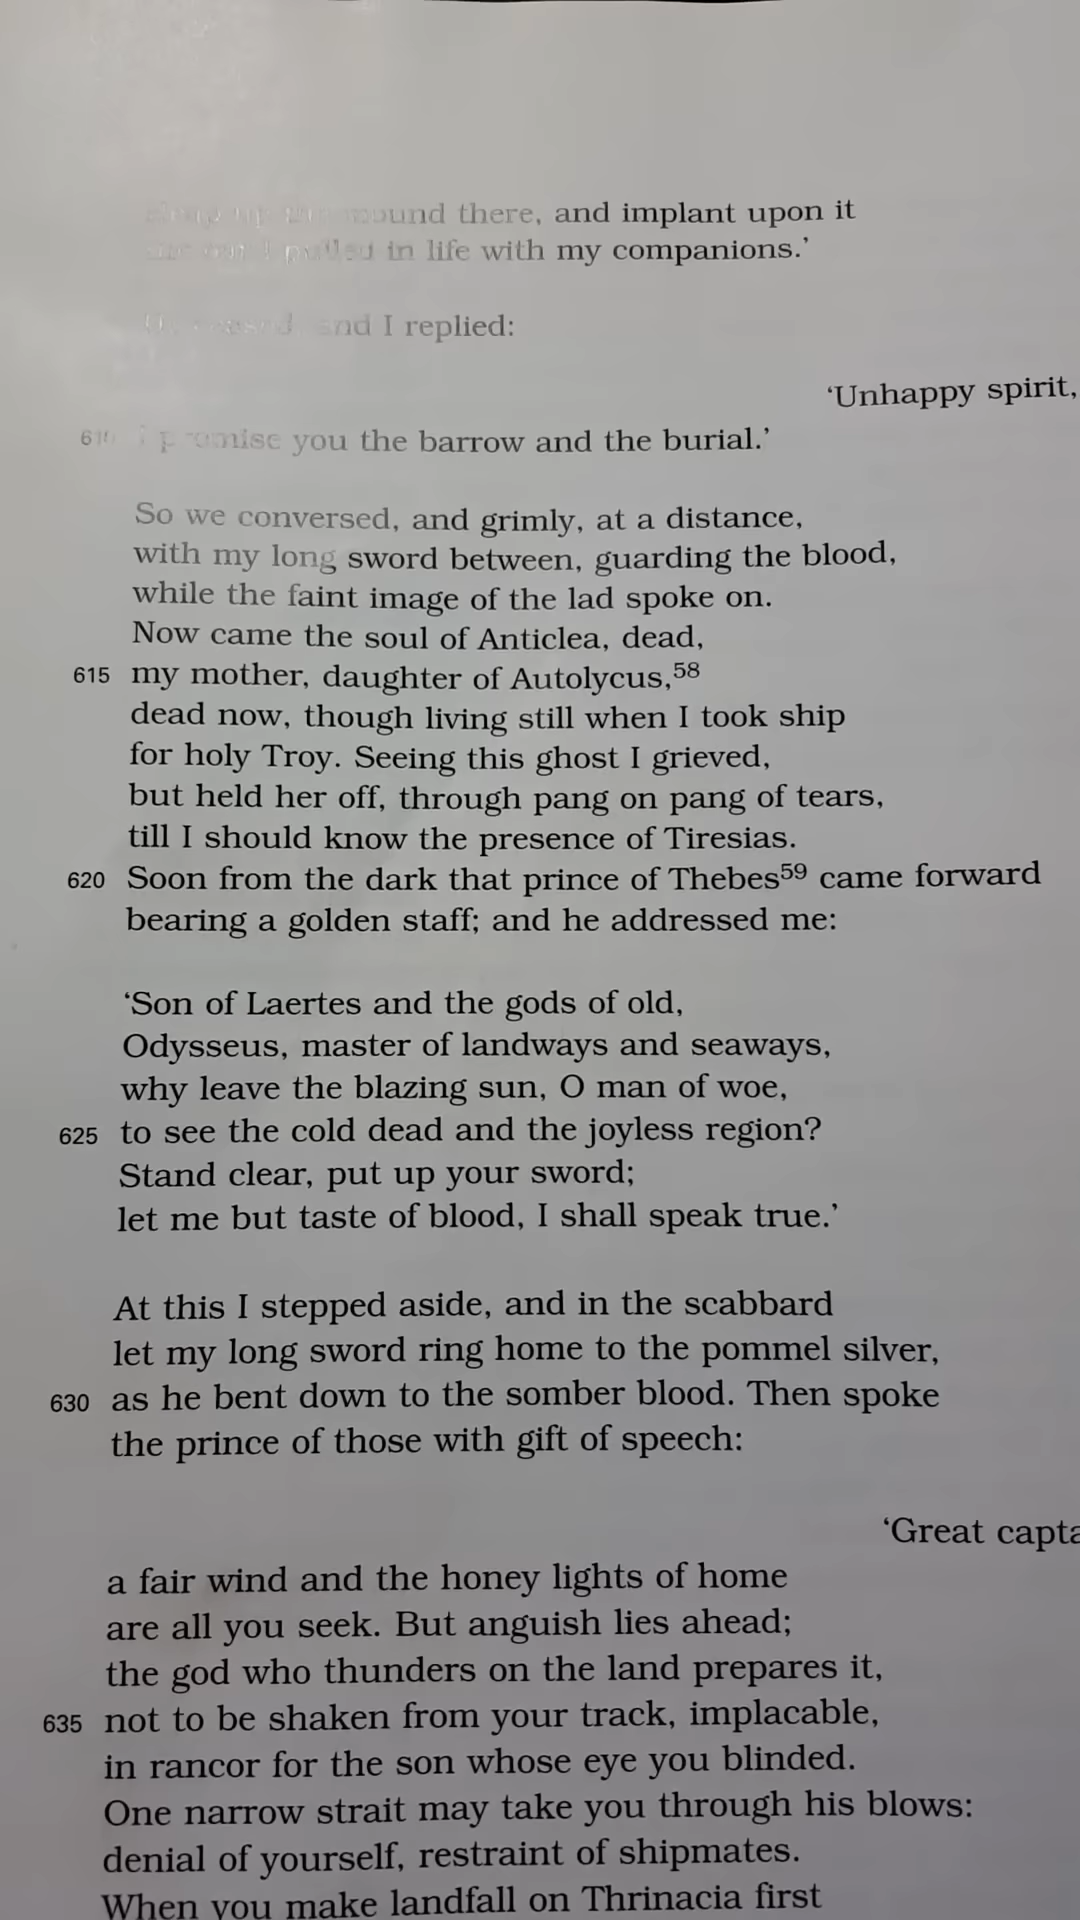 mound there, and implant upon it
pulled in life with my companions.’
and I replied:
‘Unhappy spirit,
610 I promise you the barrow and the burial.’
So we conversed, and grimly, at a distance,
with my long sword between, guarding the blood,
while the faint image of the lad spoke on.
Now came the soul of Anticlea, dead,
615 my mother, daughter of Autolycus,58
dead now, though living still when I took ship
for holy Troy. Seeing this ghost I grieved,
but held her off, through pang on pang of tears,
till I should know the presence of Tiresias.
620 Soon from the dark that prince of Thebes59 came forward
bearing a golden staff; and he addressed me:
‘Son of Laertes and the gods of old,
Odysseus, master of landways and seaways,
why leave the blazing sun, O man of woe,
625 to see the cold dead and the joyless region?
Stand clear, put up your sword;
let me but taste of blood, I shall speak true.’
At this I stepped aside, and in the scabbard
let my long sword ring home to the pommel silver,
630 as he bent down to the somber blood. Then spoke
the prince of those with gift of speech:
‘Great capta
a fair wind and the honey lights of home
are all you seek. But anguish lies ahead;
the god who thunders on the land prepares it,
635 not to be shaken from your track, implacable,
in rancor for the son whose eye you blinded.
One narrow strait may take you through his blows:
denial of yourself, restraint of shipmates.
When you make landfall on Thrinacia first